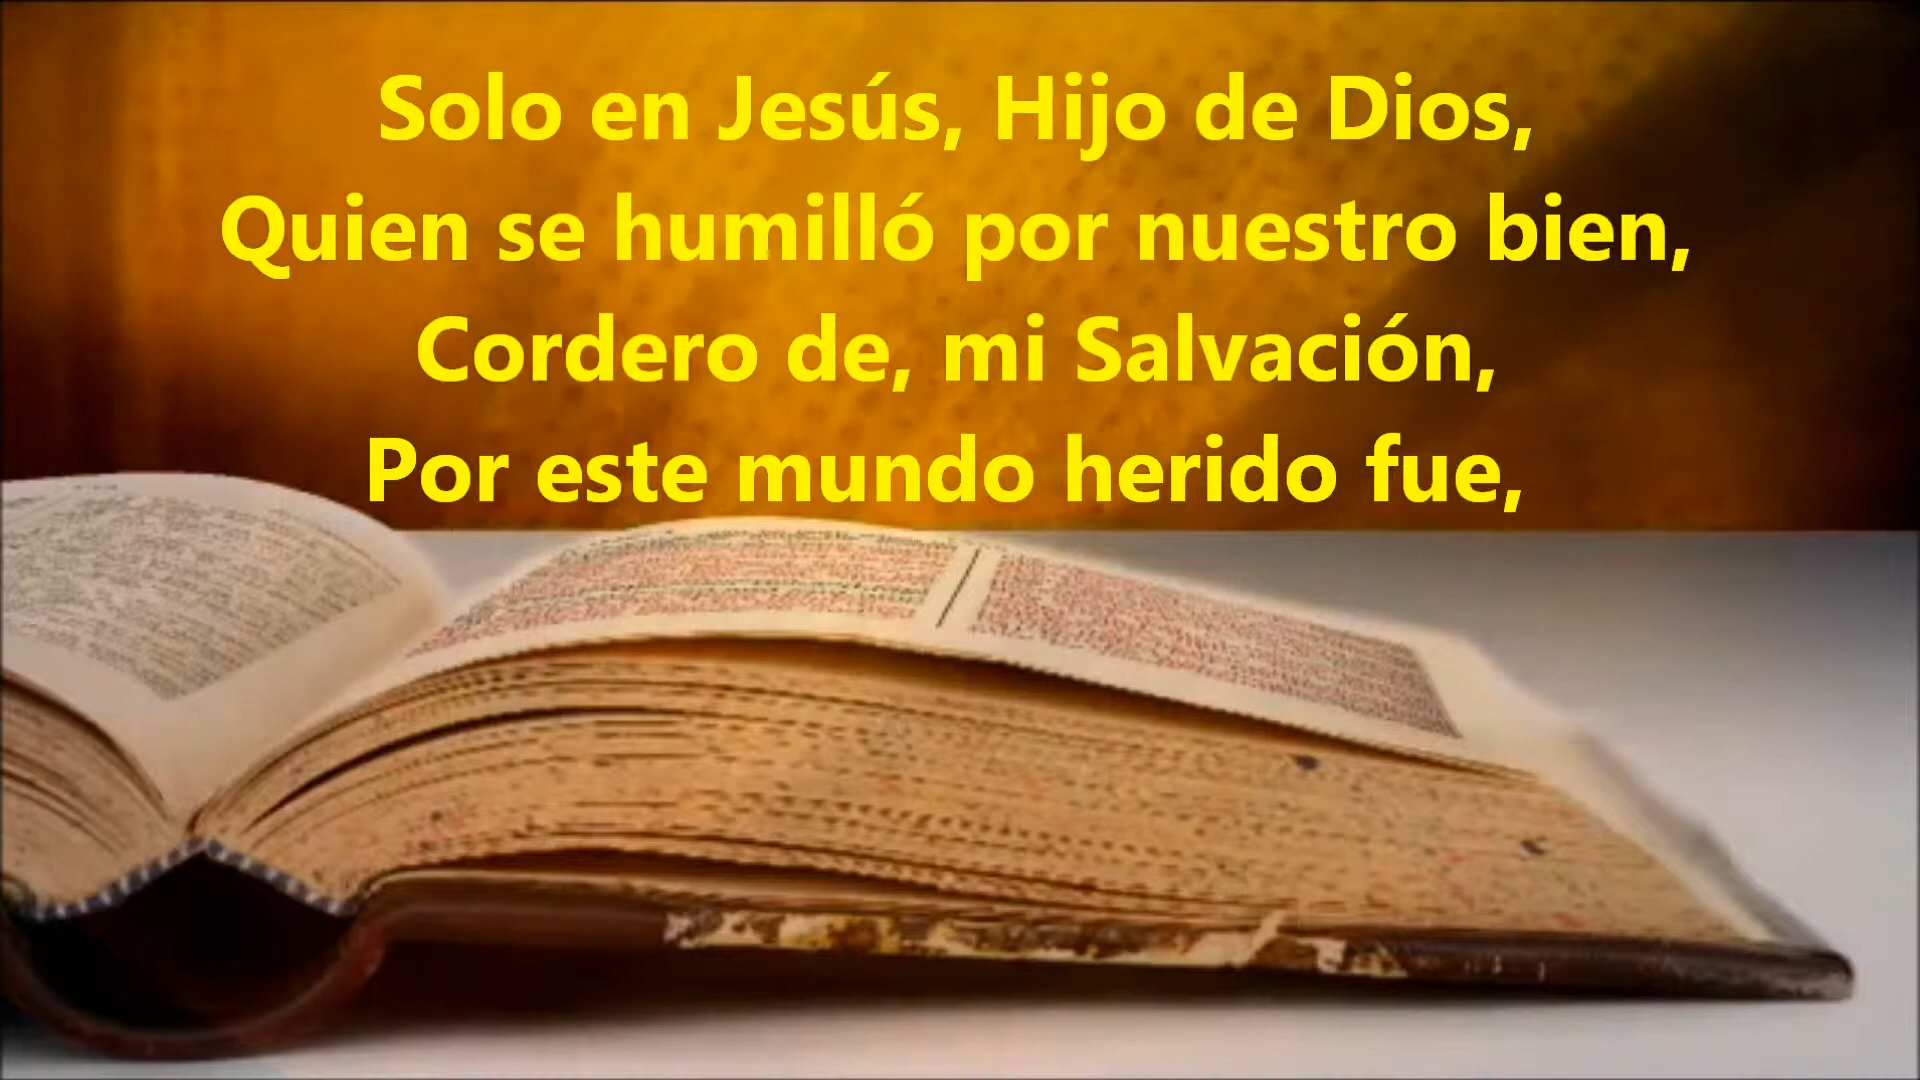 Solo en Jesús, Hijo de Dios,
Quien se humilló por nuestro bien,
Cordero de, mi Salvación,
Por este mundo herido fue,